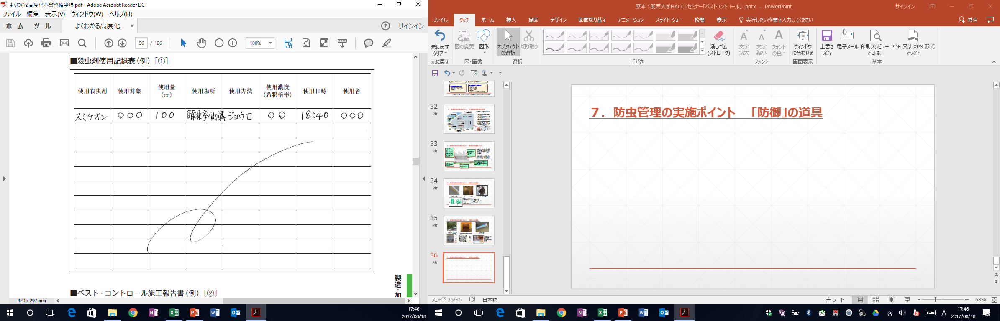 よくわかる高度化基盤整備事項.pdf - Adobe Acrobat Reader DC
ファイル 編集 表示(V) ウィンドウ(W) ヘルプ(H)
ホーム ツール よくわかる高度化... × サインイン
56 / 126 100%
■殺虫剤使用記録表(例)[①]
使用殺虫剤 使用対象 使用量(cc) 使用場所 使用方法 使用濃度(希釈倍率) 使用日時 使用者
スミチオン 〇〇〇 100 解凍室側溝 ジョウロ 〇〇 18:40 〇〇〇
■ペスト・コントロール施工報告書(例)[②]
製造・加
420 x 297 mm
17:46
2017/08/18
原本:関西大学HACCPセミナー「ペストコントロール」.pptx - PowerPoint サインイン
ファイル タッチ ホーム 挿入 描画 デザイン 画面切り替え アニメーション スライド ショー 校閲 表示 実行したい作業を入力してください 共有
元に戻す クリア 図の変更 図形 オブジェクトの選択 切り取り 消しゴム(ストローク) 文字拡大 文字縮小 フォントの色 ウィンドウに合わせる 上書き保存 電子メール 印刷プレビューと印刷 PDF 又は XPS 形式で保存
元に戻す 図・画像 選択 手がき フォント 画面表示 基本
32
33
34
35
36
7. 防虫管理の実施ポイント 「防御」の道具
スライド 36/36 日本語 ノート 68%
A 17:46
2017/08/18